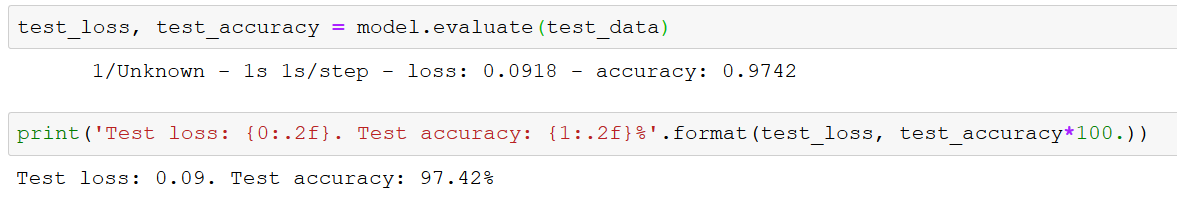 test_loss, test_accuracy = model.evaluate(test_data)
1/Unknown - 1s 1s/step - loss: 0.0918 - accuracy: 0.9742
print('Test loss: {0:.2f}. Test accuracy: {1:.2f}%'.format(test_loss, test_accuracy*100.))
Test loss: 0.09. Test accuracy: 97.42%